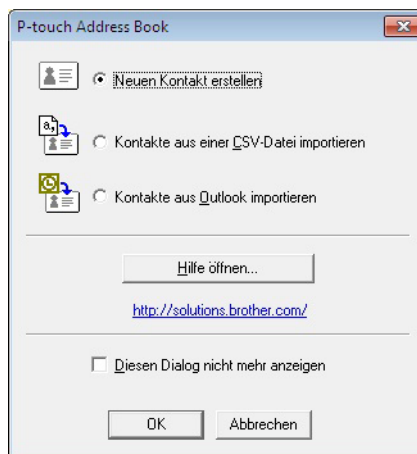 P-touch Address Book
Neuen Kontakt erstellen
a,
Kontakte aus einer CSV-Datei importieren
Kontakte aus Outlook importieren
Hilfe öffnen...
http://solutions.brother.com/
Diesen Dialog nicht mehr anzeigen
OK
Abbrechen